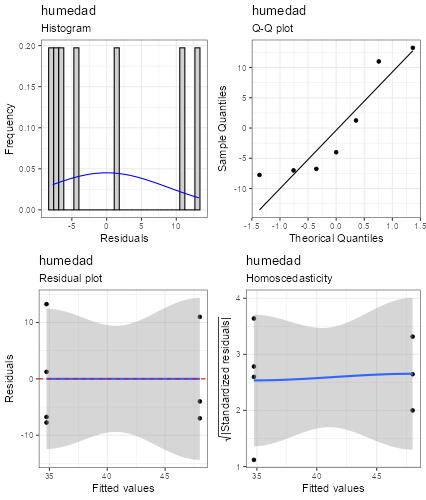 humedad
Histogram
0.20
0.15
0.10
0.05
0.00
Frequency
-5
0
5
10
Residuals
humedad
Q-Q plot
10
5
0
-5
-10
Sample Quantiles
-1.5
-1.0
-0.5
0.0
0.5
1.0
1.5
Theorical Quantiles
humedad
Residual plot
10
0
-10
Residuals
35
40
45
Fitted values
humedad
Homoscedasticity
4
3
2
1
√|Standardized residuals|
35
40
45
Fitted values